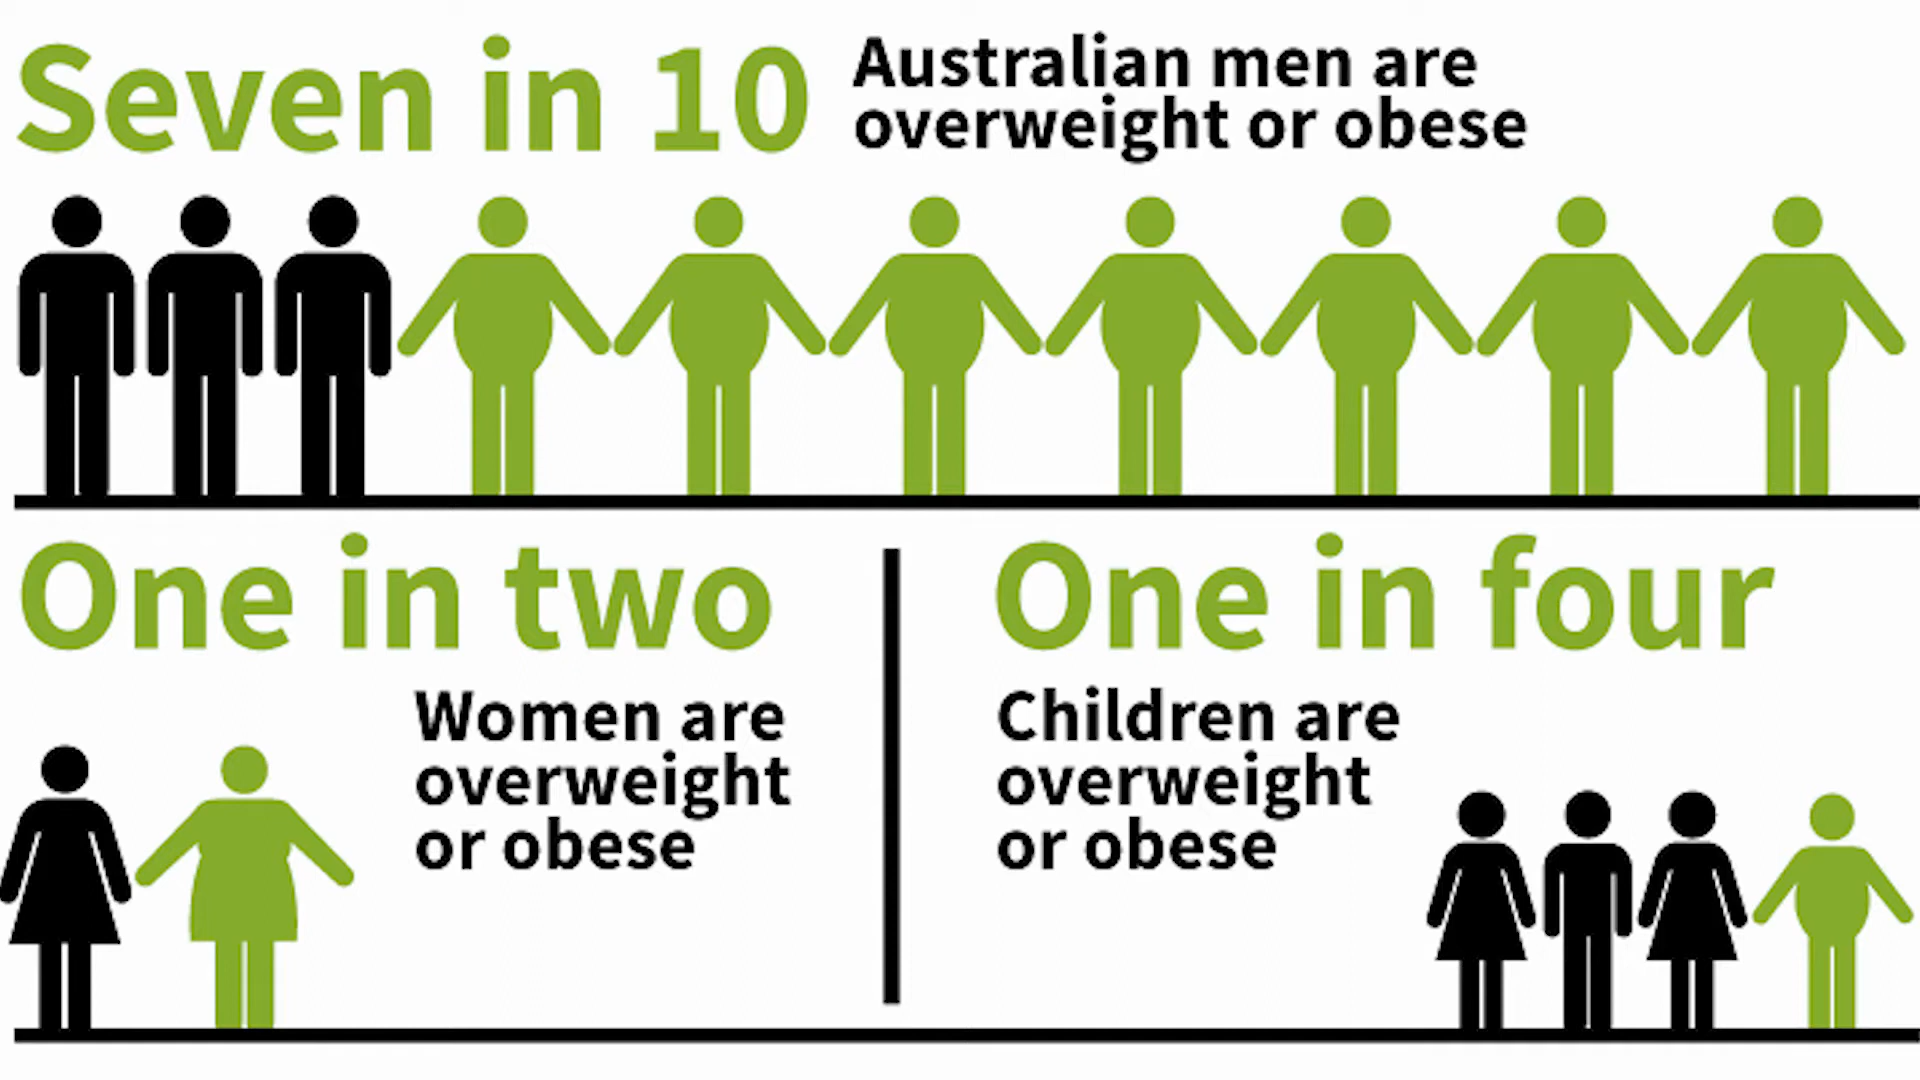 Seven in 10
Australian men are
overweight or obese
One in two
Women are
overweight
or obese
One in four
Children are
overweight
or obese